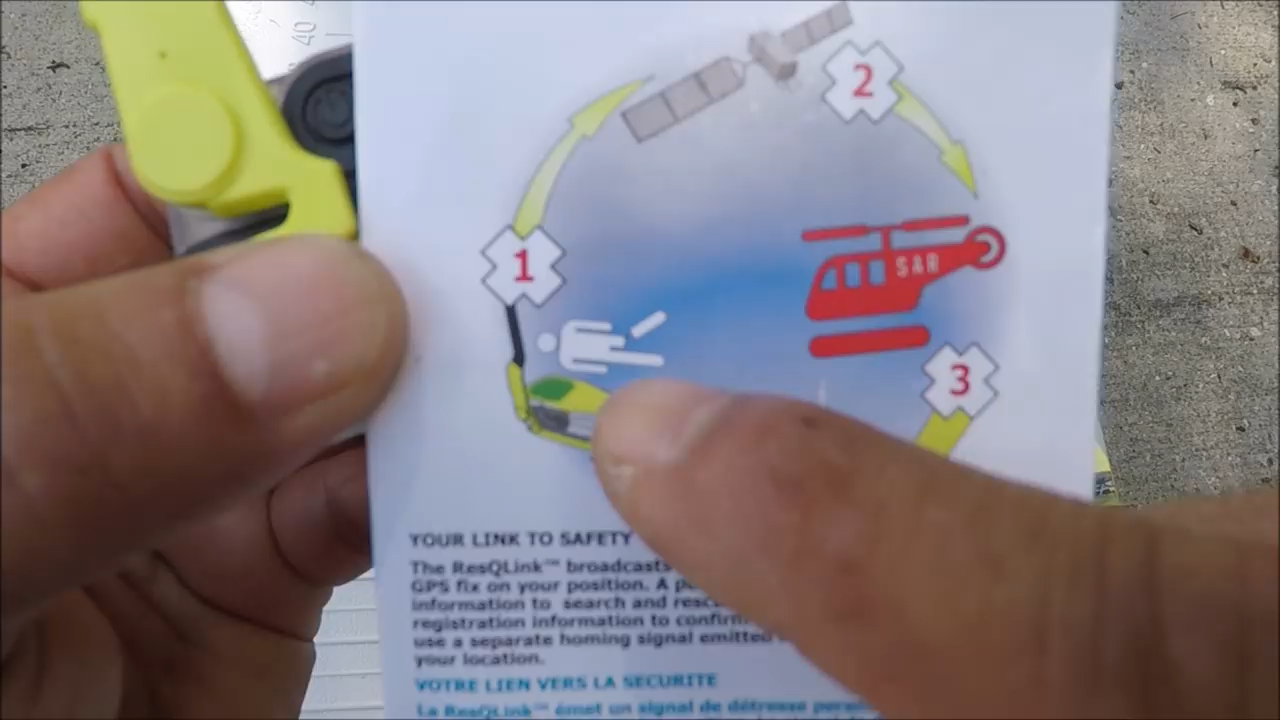 40
2
1
SAR
3
YOUR LINK TO SAFETY
The ResQLink™ broadcasts
GPS fix on your position. A
information to search and
registration information to
use a separate homing signal emitted
your location.
VOTRE LIEN VERS LA SECURITE
La ResQLink™ émet un signal de détresse